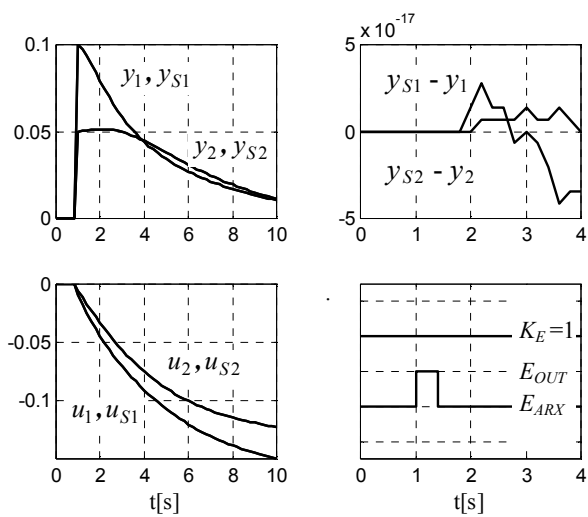 0.1
0.05
0
0 2 4 6 8 10
y1, yS1
y2, yS2
5 x 10^-17
0
-5
0 1 2 3 4
yS1 - y1
yS2 - y2
0
-0.05
-0.1
0 2 4 6 8 10
t[s]
u2, uS2
u1, uS1
KE=1
EOUT
EARX
0 1 2 3 4
t[s]